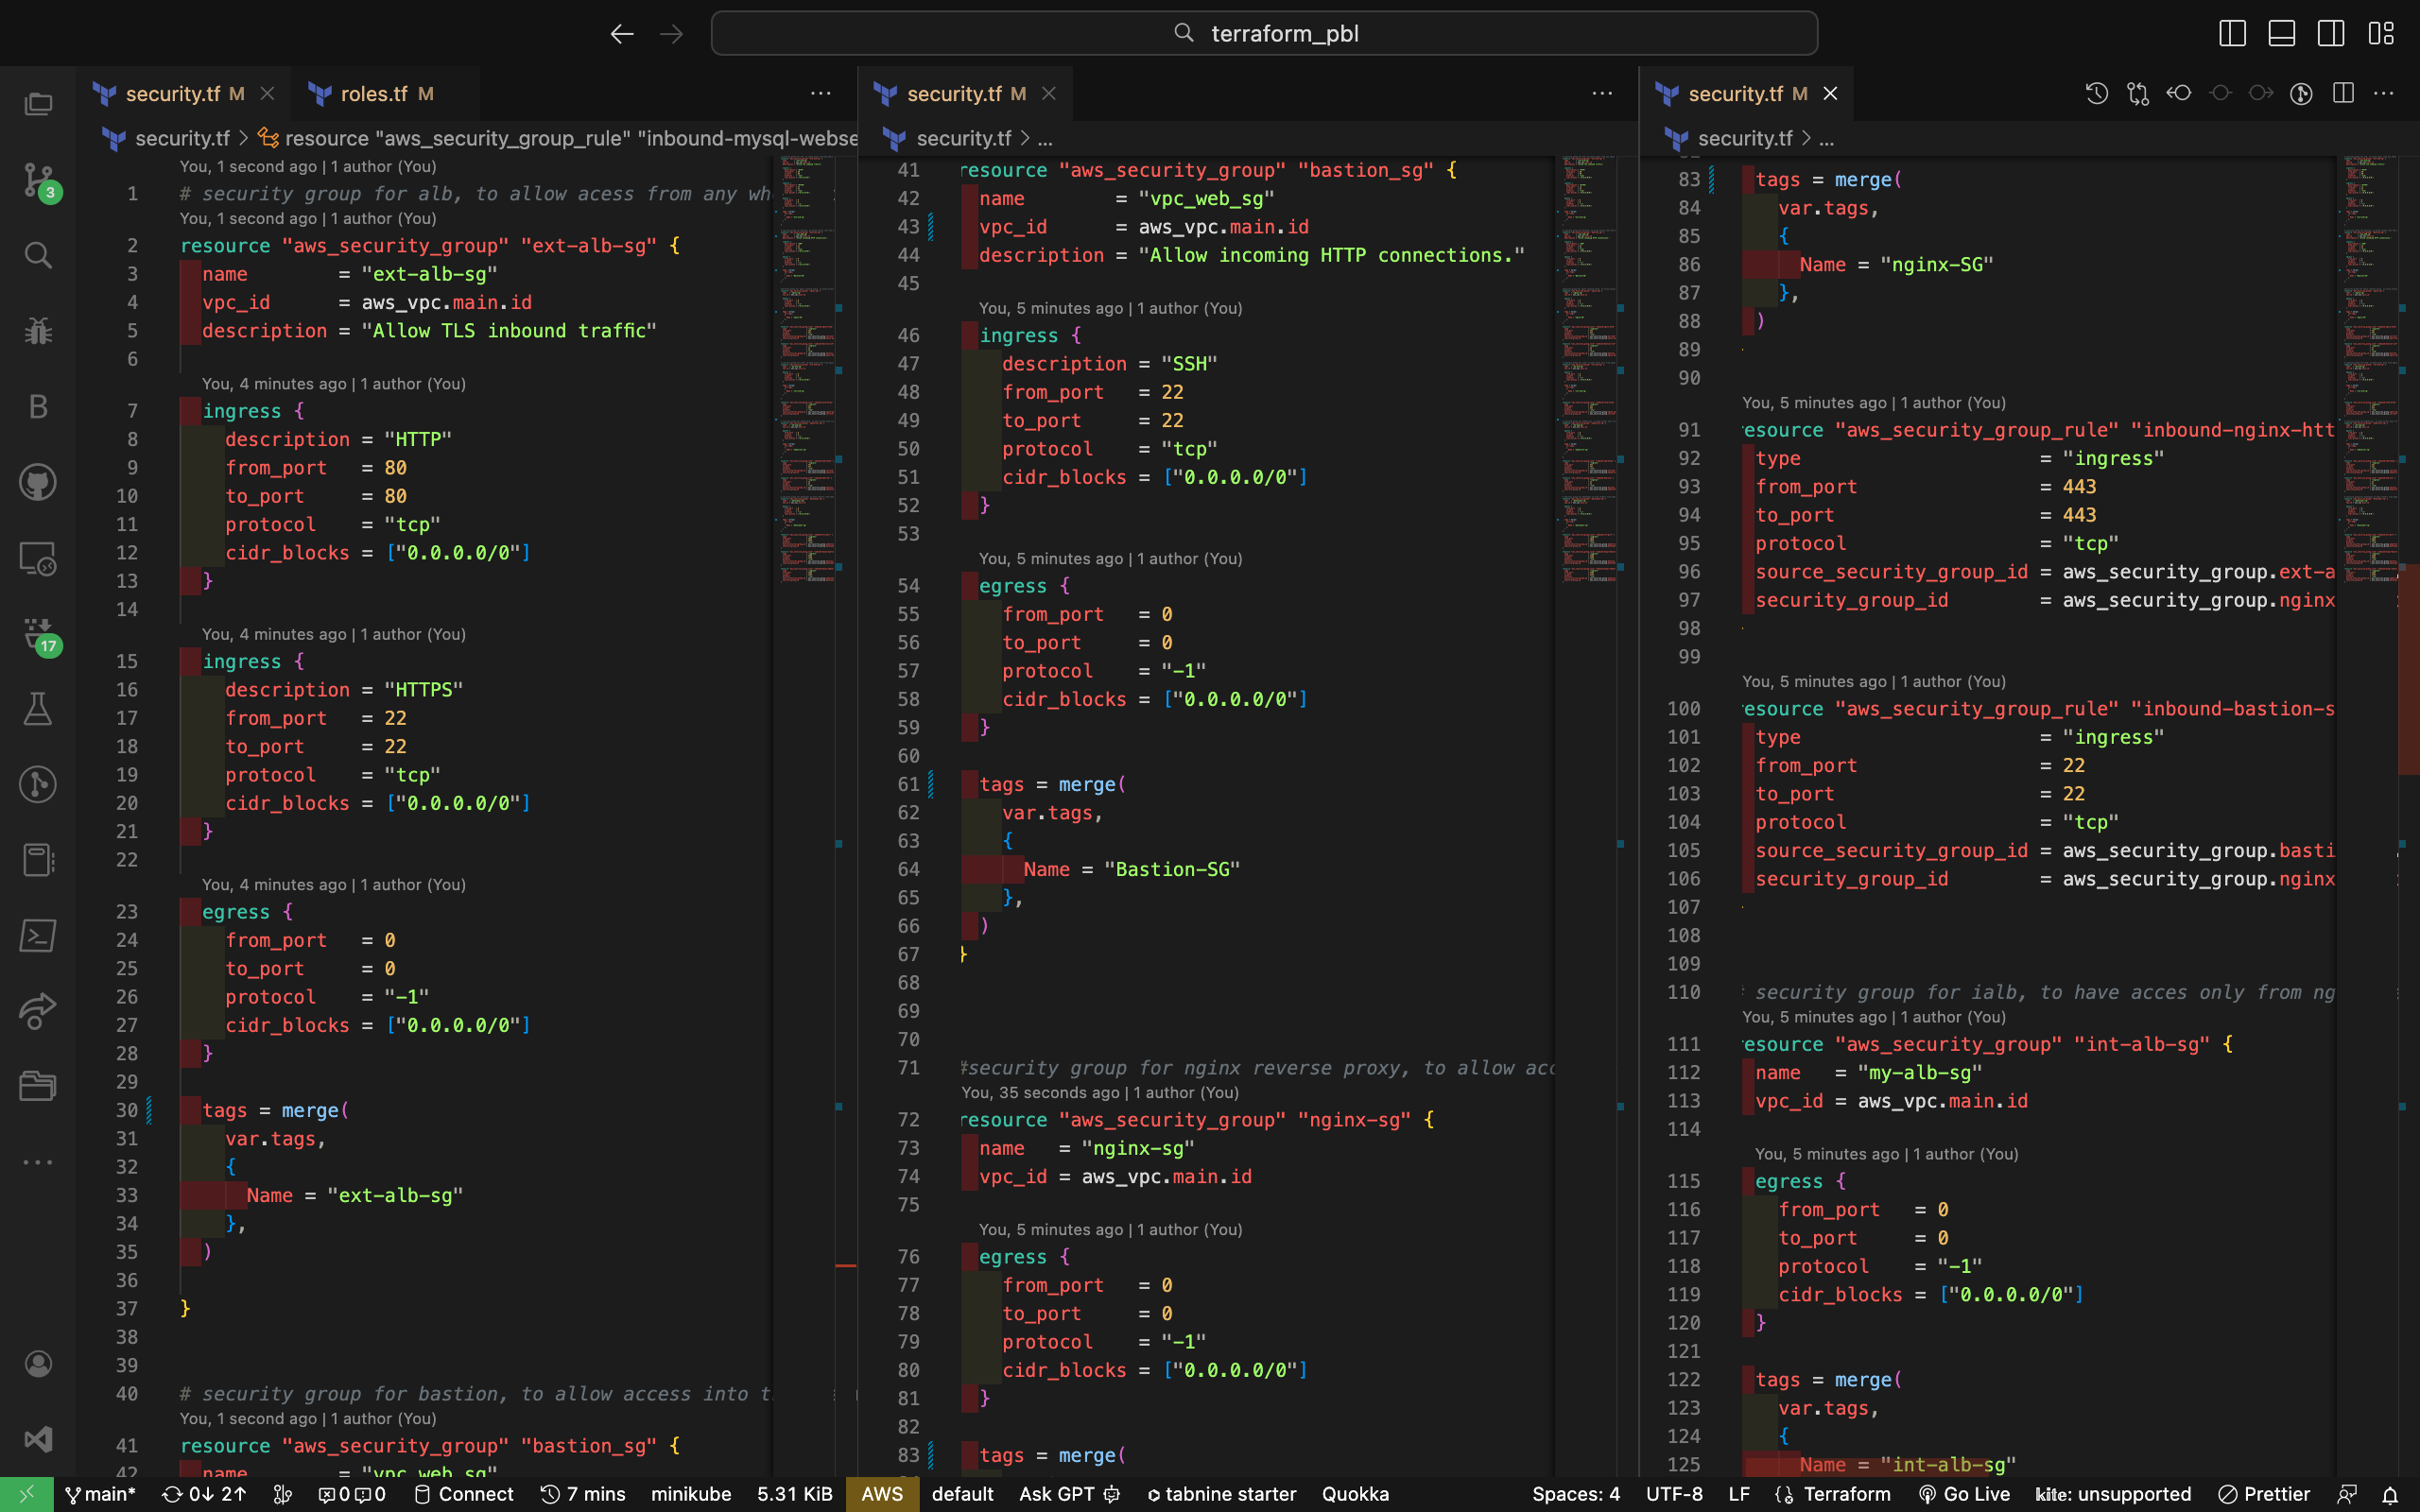 terraform_pbl
security.tf M
roles.tf M
security.tf > resource "aws_security_group_rule" "inbound-mysql-webse
You, 1 second ago | 1 author (You)
1 # security group for alb, to allow acess from any
You, 1 second ago | 1 author (You)
2 resource "aws_security_group" "ext-alb-sg" {
3 name = "ext-alb-sg"
4 vpc_id = aws_vpc.main.id
5 description = "Allow TLS inbound traffic"
6
You, 4 minutes ago | 1 author (You)
7 ingress {
8 description = "HTTP"
9 from_port = 80
10 to_port = 80
11 protocol = "tcp"
12 cidr_blocks = ["0.0.0.0/0"]
13 }
14
You, 4 minutes ago | 1 author (You)
15 ingress {
16 description = "HTTPS"
17 from_port = 22
18 to_port = 22
19 protocol = "tcp"
20 cidr_blocks = ["0.0.0.0/0"]
21 }
22
You, 4 minutes ago | 1 author (You)
23 egress {
24 from_port = 0
25 to_port = 0
26 protocol = "-1"
27 cidr_blocks = ["0.0.0.0/0"]
28 }
29
30 tags = merge(
31 var.tags,
32 {
33 Name = "ext-alb-sg"
34 },
35 )
36
37 }
38
39
40 # security group for bastion, to allow access into
You, 1 second ago | 1 author (You)
41 resource "aws_security_group" "bastion_sg" {
42 name = "vpc_web_sg"
security.tf M
security.tf > ...
41 resource "aws_security_group" "bastion_sg" {
42 name = "vpc_web_sg"
43 vpc_id = aws_vpc.main.id
44 description = "Allow incoming HTTP connections."
45
You, 5 minutes ago | 1 author (You)
46 ingress {
47 description = "SSH"
48 from_port = 22
49 to_port = 22
50 protocol = "tcp"
51 cidr_blocks = ["0.0.0.0/0"]
52 }
53
You, 5 minutes ago | 1 author (You)
54 egress {
55 from_port = 0
56 to_port = 0
57 protocol = "-1"
58 cidr_blocks = ["0.0.0.0/0"]
59 }
60
61 tags = merge(
62 var.tags,
63 {
64 Name = "Bastion-SG"
65 },
66 )
67 }
68
69
70
71 #security group for nginx reverse proxy, to allow acc
You, 35 seconds ago | 1 author (You)
72 resource "aws_security_group" "nginx-sg" {
73 name = "nginx-sg"
74 vpc_id = aws_vpc.main.id
75
You, 5 minutes ago | 1 author (You)
76 egress {
77 from_port = 0
78 to_port = 0
79 protocol = "-1"
80 cidr_blocks = ["0.0.0.0/0"]
81 }
82
83 tags = merge(
security.tf M
security.tf > ...
83 tags = merge(
84 var.tags,
85 {
86 Name = "nginx-SG"
87 },
88 )
89
90
You, 5 minutes ago | 1 author (You)
91 esource "aws_security_group_rule" "inbound-nginx-htt
92 type = "ingress"
93 from_port = 443
94 to_port = 443
95 protocol = "tcp"
96 source_security_group_id = aws_security_group.ext-a
97 security_group_id = aws_security_group.nginx
98
99
You, 5 minutes ago | 1 author (You)
100 esource "aws_security_group_rule" "inbound-bastion-s
101 type = "ingress"
102 from_port = 22
103 to_port = 22
104 protocol = "tcp"
105 source_security_group_id = aws_security_group.basti
106 security_group_id = aws_security_group.nginx
107
108
109
110 security group for ialb, to have acces only from ng
You, 5 minutes ago | 1 author (You)
111 esource "aws_security_group" "int-alb-sg" {
112 name = "my-alb-sg"
113 vpc_id = aws_vpc.main.id
114
You, 5 minutes ago | 1 author (You)
115 egress {
116 from_port = 0
117 to_port = 0
118 protocol = "-1"
119 cidr_blocks = ["0.0.0.0/0"]
120 }
121
122 tags = merge(
123 var.tags,
124 {
125 Name = "int-alb-sg"
3
17
main* 0↓ 2↑ 0 0 Connect 7 mins minikube 5.31 KiB AWS default Ask GPT tabnine starter Quokka Spaces: 4 UTF-8 LF Terraform Go Live kite: unsupported Prettier